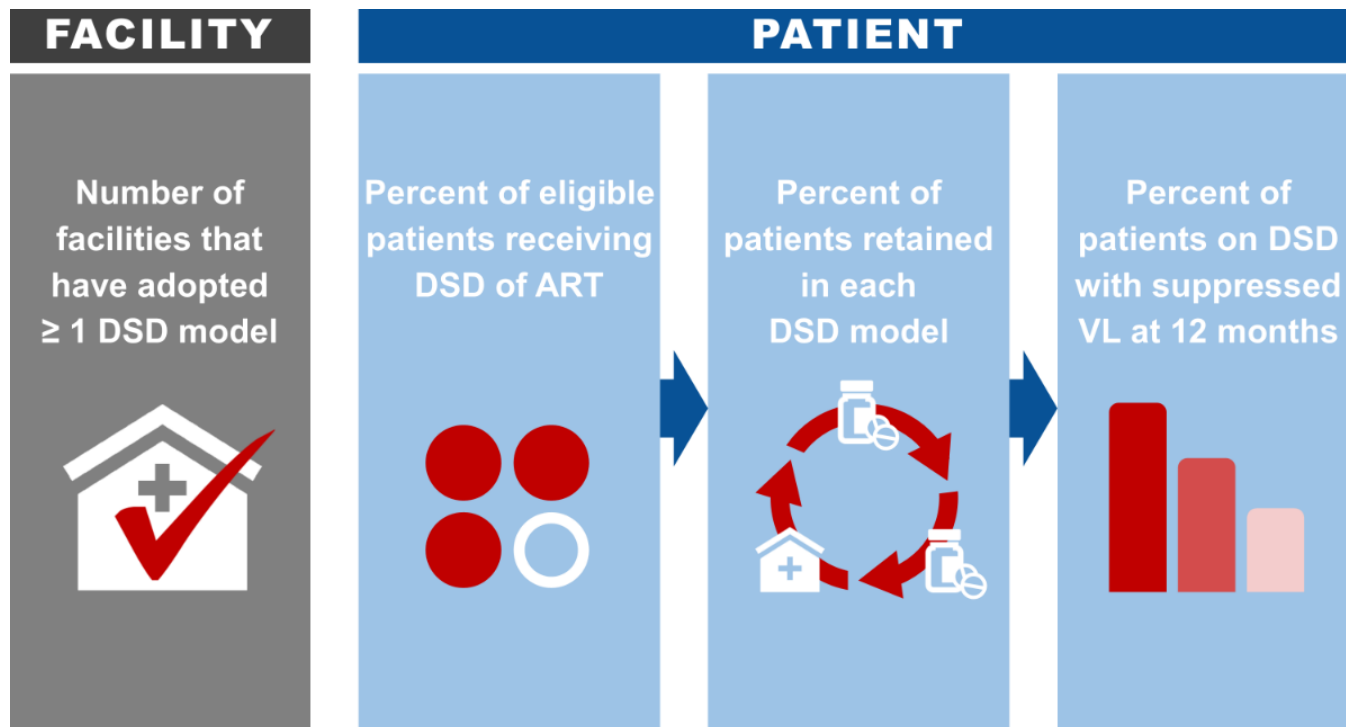 FACILITY
PATIENT
Number of
facilities that
have adopted
≥ 1 DSD model
Percent of eligible
patients receiving
DSD of ART
Percent of
patients retained
in each
DSD model
Percent of
patients on DSD
with suppressed
VL at 12 months